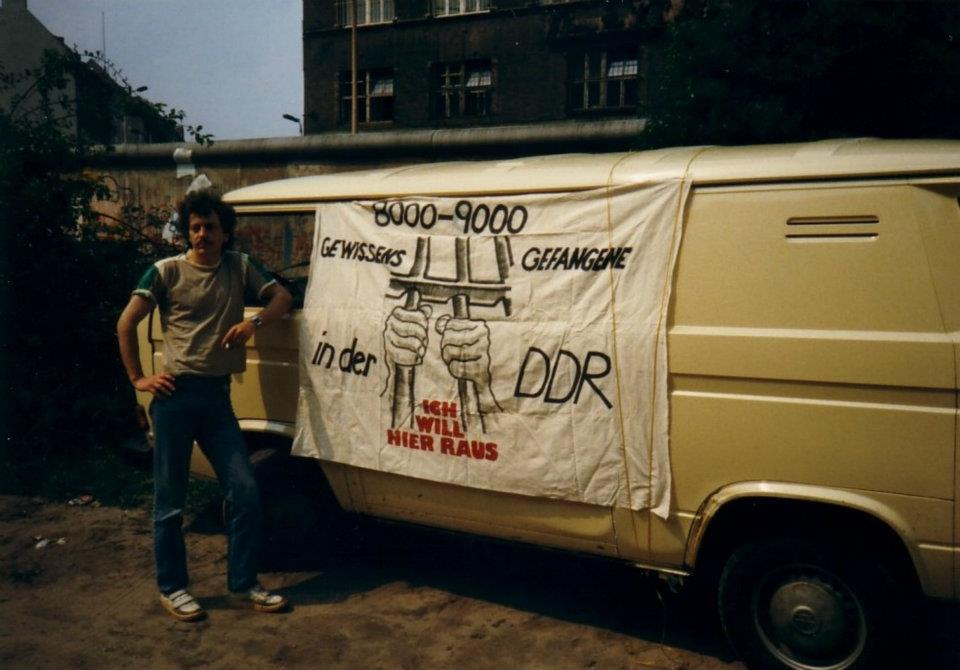 8000-9000
GEWISSENS GEFANGENE
in der DDR
ICH
WILL
HIER RAUS